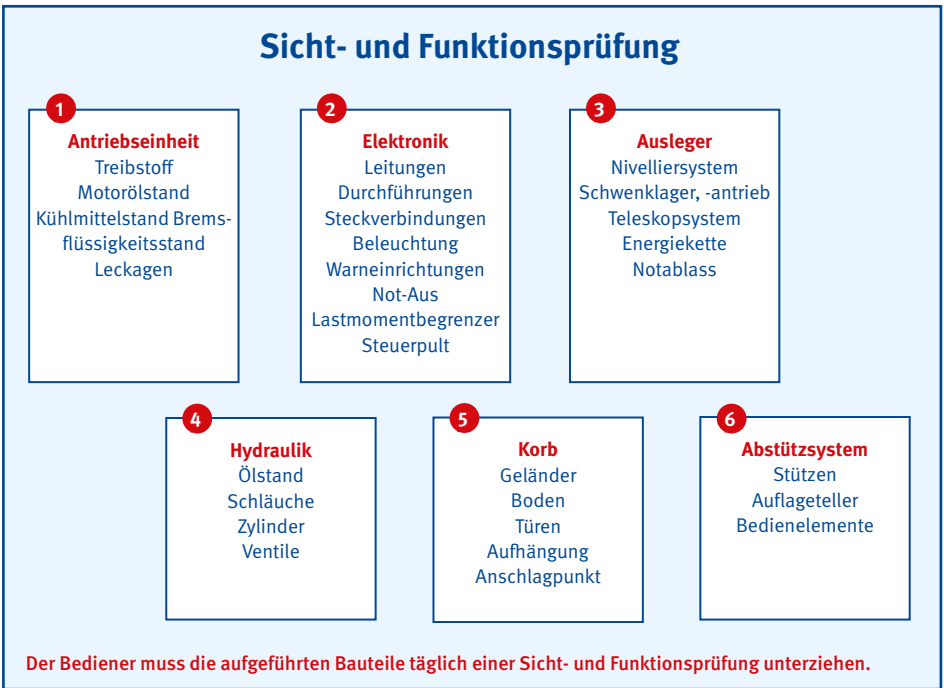 Sicht- und Funktionsprüfung
1
Antriebseinheit
Treibstoff
Motorölstand
Kühlmittelstand Brems-
flüssigkeitsstand
Leckagen
2
Elektronik
Leitungen
Durchführungen
Steckverbindungen
Beleuchtung
Warneinrichtungen
Not-Aus
Lastmomentbegrenzer
Steuerpult
3
Ausleger
Nivelliersystem
Schwenklager, -antrieb
Teleskopsystem
Energiekette
Notablass
4
Hydraulik
Ölstand
Schläuche
Zylinder
Ventile
5
Korb
Geländer
Boden
Türen
Aufhängung
Anschlagpunkt
6
Abstützsystem
Stützen
Auflageteller
Bedienelemente
Der Bediener muss die aufgeführten Bauteile täglich einer Sicht- und Funktionsprüfung unterziehen.